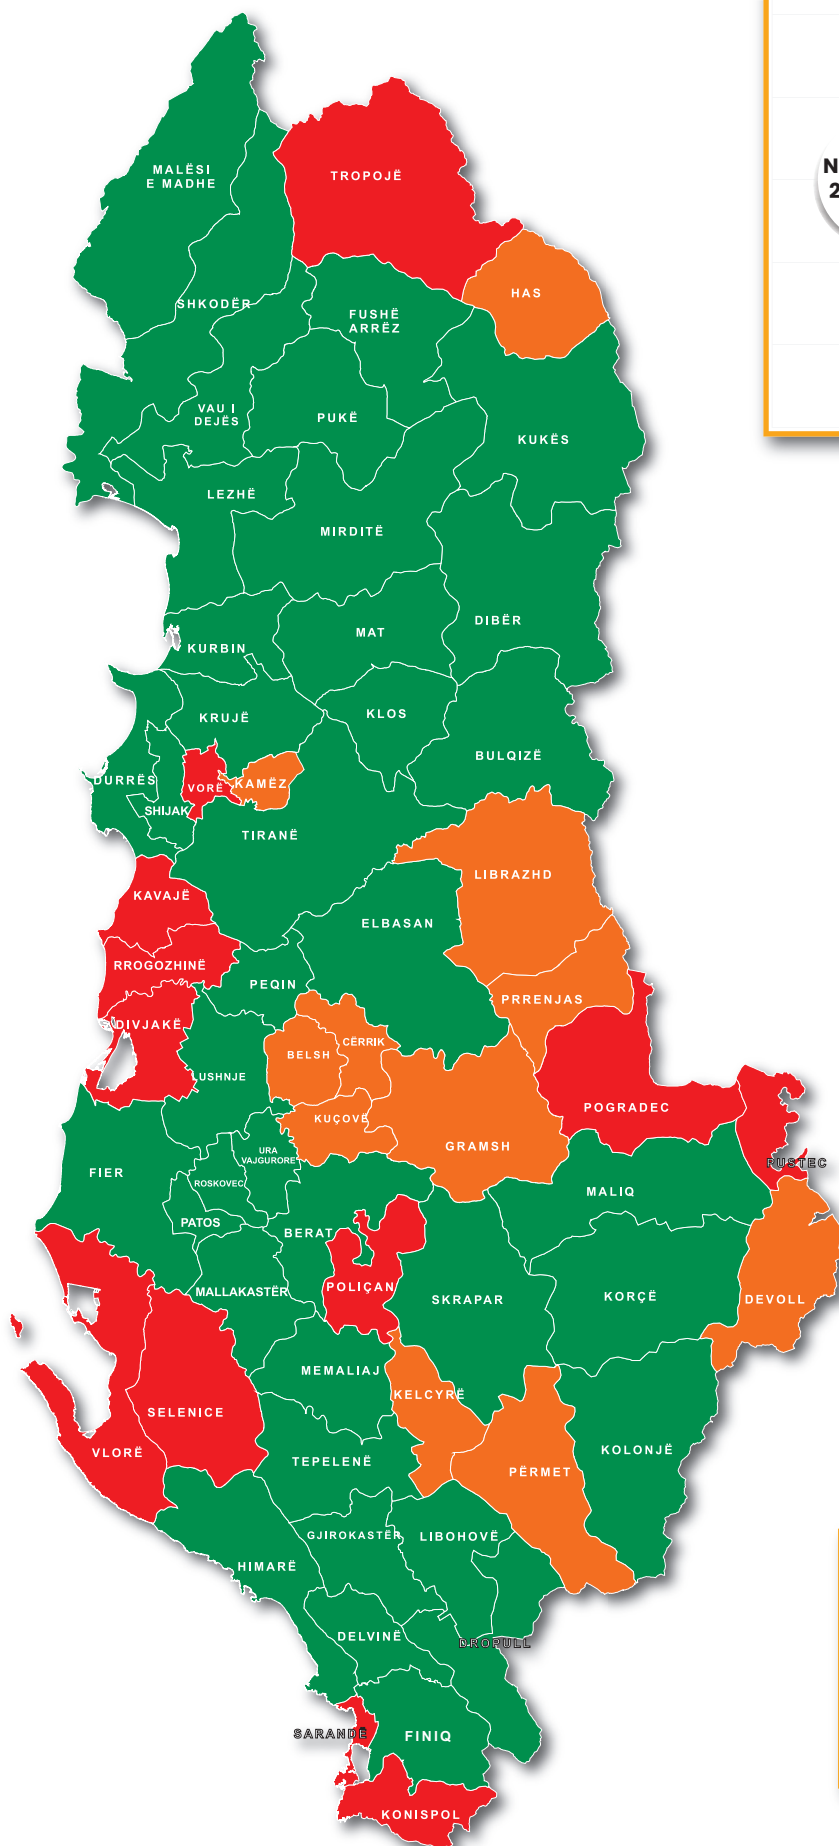 MALËSI
E MADHE
TROPOJË
N
2
HAS
SHKODËR
FUSHË
ARRËZ
VAU I
DEJËS
PUKË
KUKËS
LEZHË
MIRDITË
DIBËR
MAT
KURBIN
KLOS
KRUJË
BULQIZË
DURRËS
VORË
KAMËZ
SHIJAK
TIRANË
LIBRAZHD
KAVAJË
ELBASAN
RROGOZHINË
PEQIN
PRRENJAS
DIVJAKË
CËRRIK
BELSH
LUSHNJE
POGRADEC
KUÇOVË
GRAMSH
URA
VAJGURORE
PUSTEC
FIER
ROSKOVEC
MALIQ
PATOS
BERAT
POLIÇAN
MALLAKASTËR
SKRAPAR
KORÇË
DEVOLL
MEMALIAJ
KELCYRË
SELENICE
VLORË
TEPELENË
PËRMET
KOLONJË
GJIROKASTËR
LIBOHOVË
HIMARË
DELVINË
DROPULL
SARANDË
FINIQ
KONISPOL